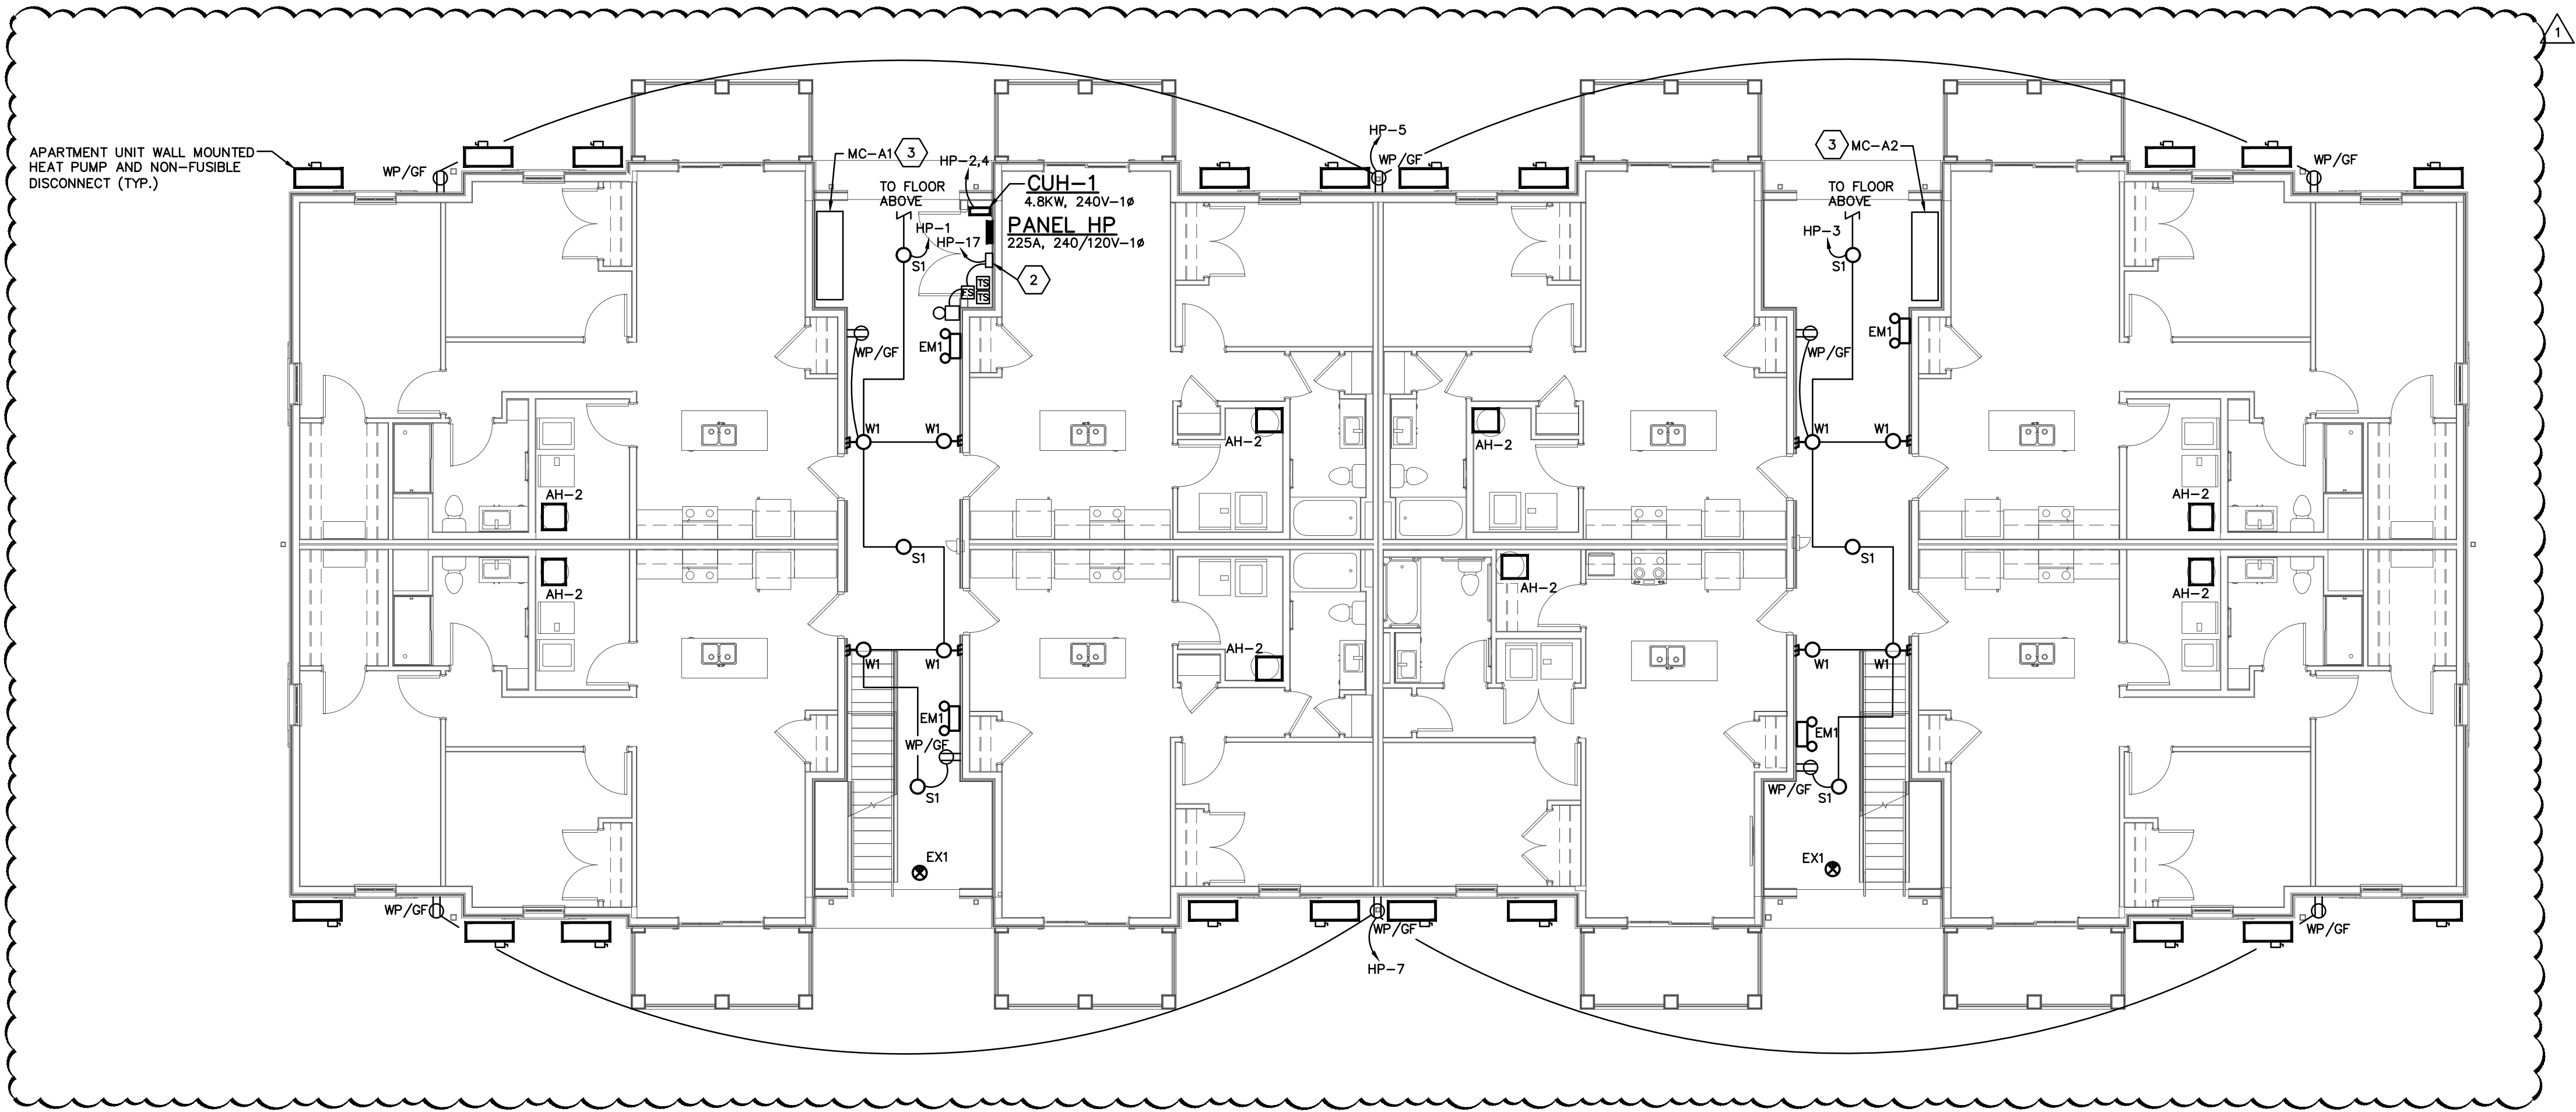 1
APARTMENT UNIT WALL MOUNTED
HEAT PUMP AND NON-FUSIBLE
DISCONNECT (TYP.)
WP/GF
MC-A1
3
HP-2,4
TO FLOOR
ABOVE
CUH-1
4.8KW, 240V-1ø
HP-1
PANEL HP
225A, 240/120V-1ø
HP-17
S1
2
TS
FS
TS
HP-5
WP/GF
3
MC-A2
TO FLOOR
ABOVE
HP-3
S1
WP/GF
WP/GF
EM1
WP/GF
EM1
W1
W1
AH-2
AH-2
W1
W1
AH-2
AH-2
S1
S1
AH-2
AH-2
AH-2
AH-2
W1
W1
W1
W1
EM1
WP/GF
S1
EM1
WP/GF
S1
EX1
EX1
WP/GF
WP/GF
WP/GF
HP-7